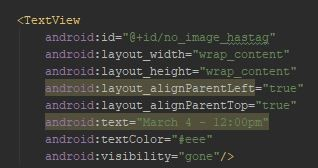 <TextView
android:id="@+id/no_image_hastag"
android:layout_width="wrap_content"
android:layout_height="wrap_content"
android:layout_alignParentLeft="true"
android:layout_alignParentTop="true"
android:text="March 4 - 12:00pm"
android:textColor="#eee"
android:visibility="gone"/>